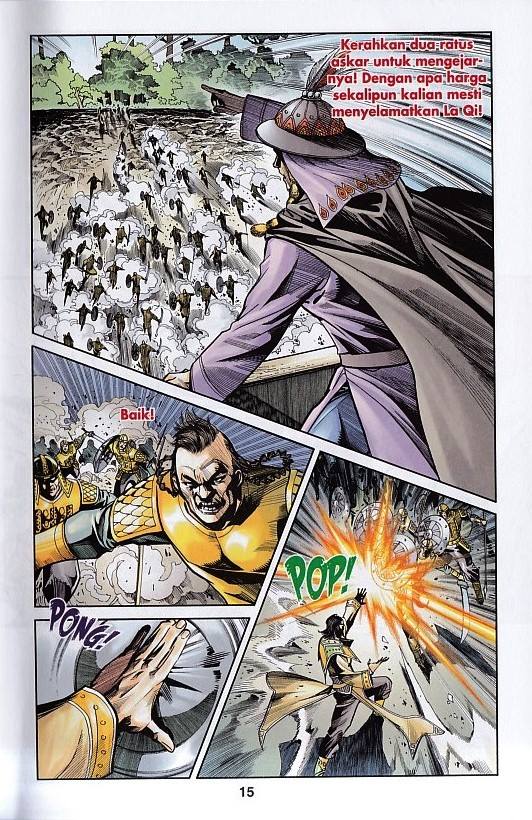 Kerahkan dua ratus
askar untuk mengejar-
nya! Dengan apa harga
sekalipun kalian mesti
menyelamatkan La Qi!
Baik!
POP!
PONG!
15